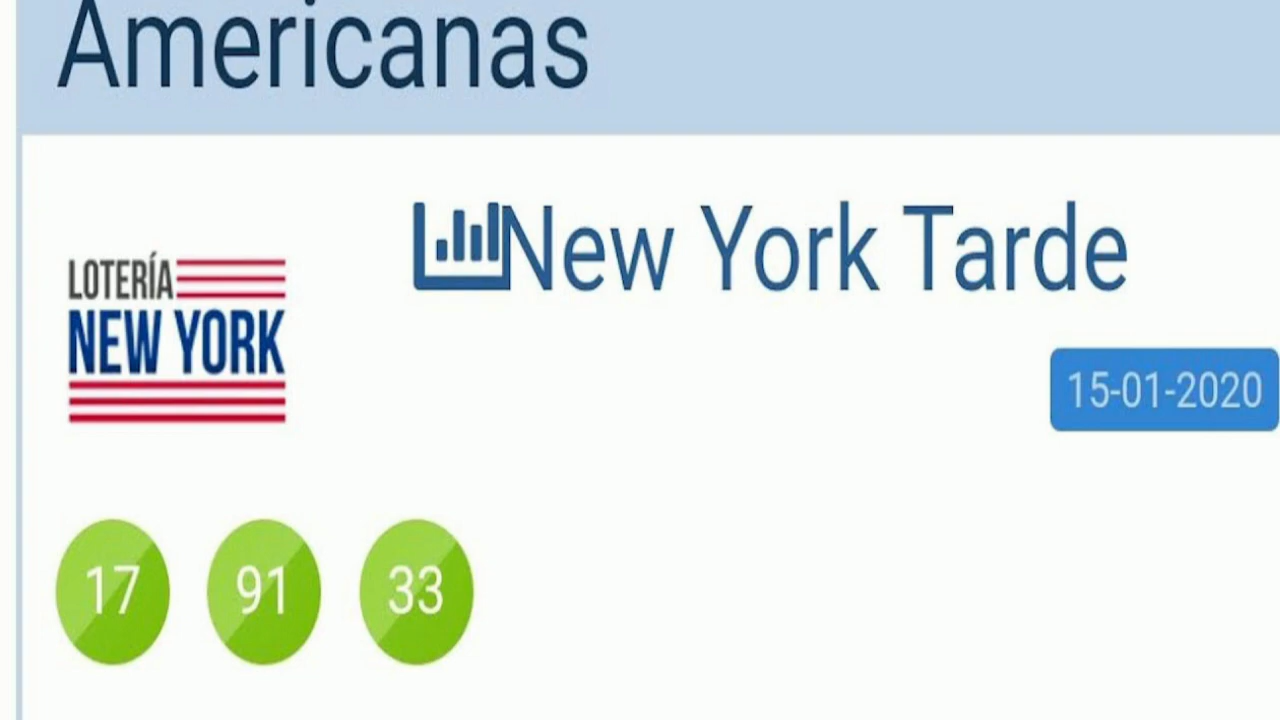 Americanas
New York Tarde
LOTERÍA
NEW YORK
15-01-2020
17 91 33